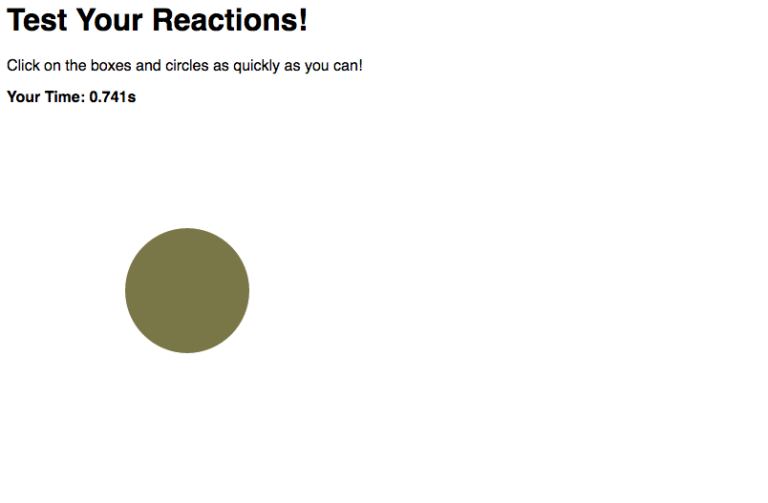 Test Your Reactions!
Click on the boxes and circles as quickly as you can!
Your Time: 0.741s